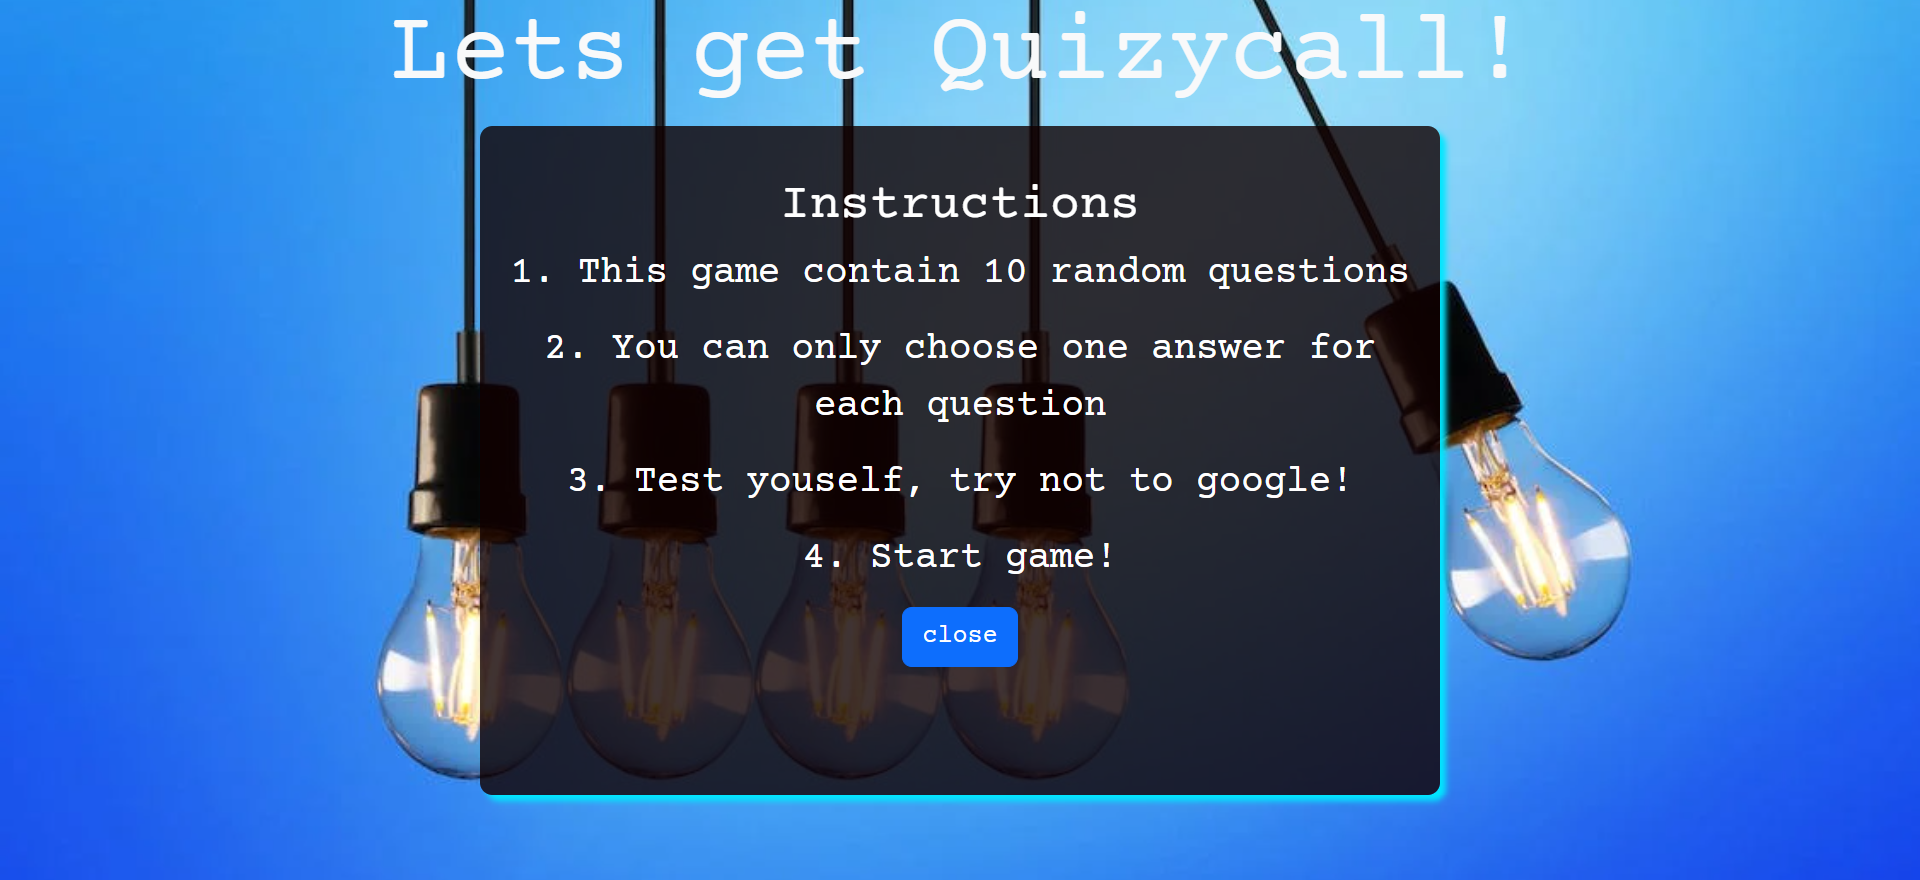 Lets get Quizycall!
Instructions
1. This game contain 10 random questions
2. You can only choose one answer for
each question
3. Test youself, try not to google!
4. Start game!
close